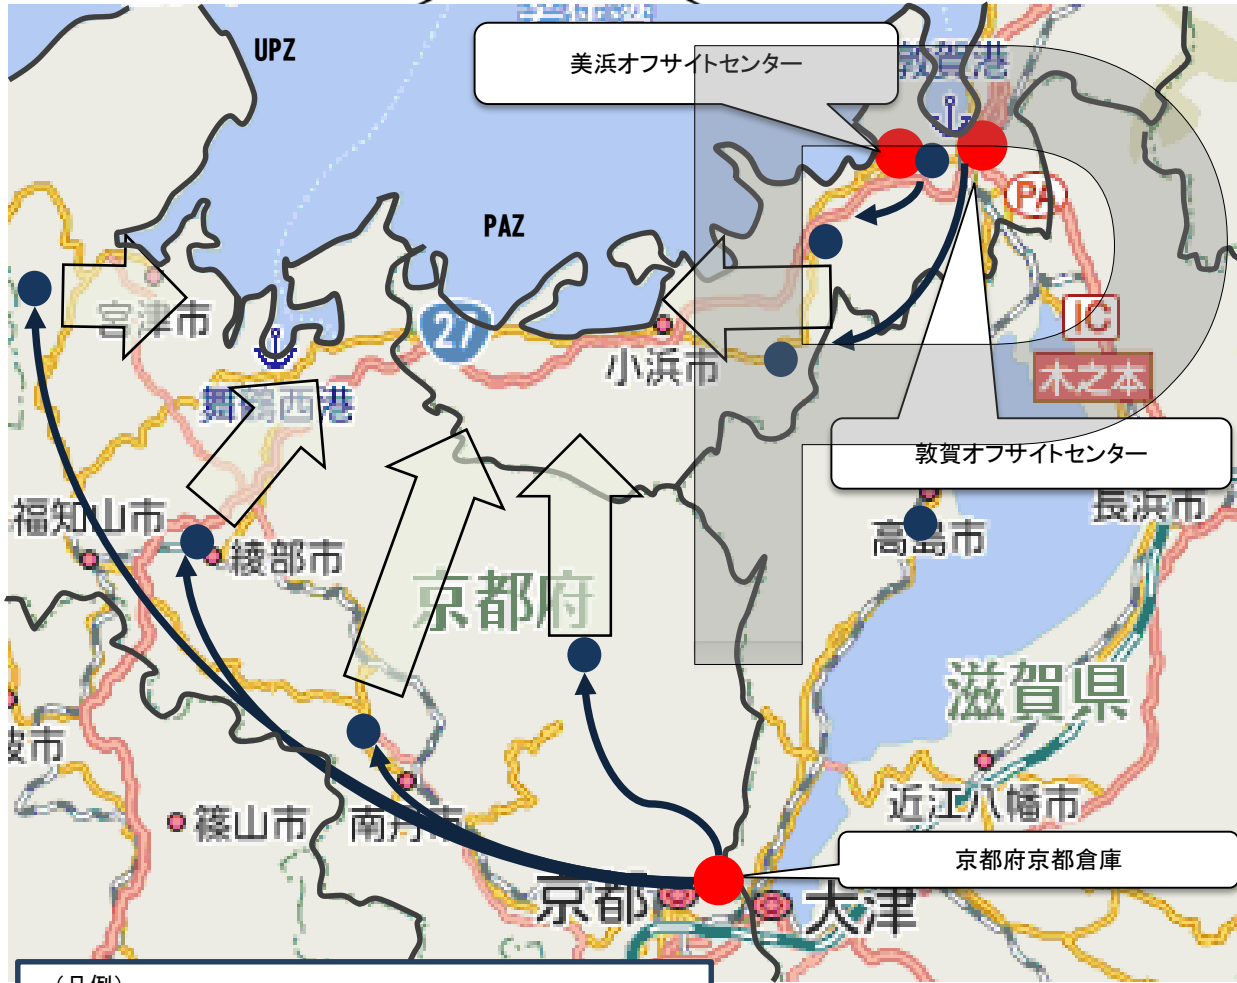 UPZ
美浜オフサイトセンター
敦賀港
PAZ
PA
宮津市
27
IC
小浜市
木之本
舞鶴西港
敦賀オフサイトセンター
福知山市
長浜市
綾部市
高島市
京都府
滋賀県
市
近江八幡市
篠山市
南丹市
京都府京都倉庫
京都
大津
(凡例)
P